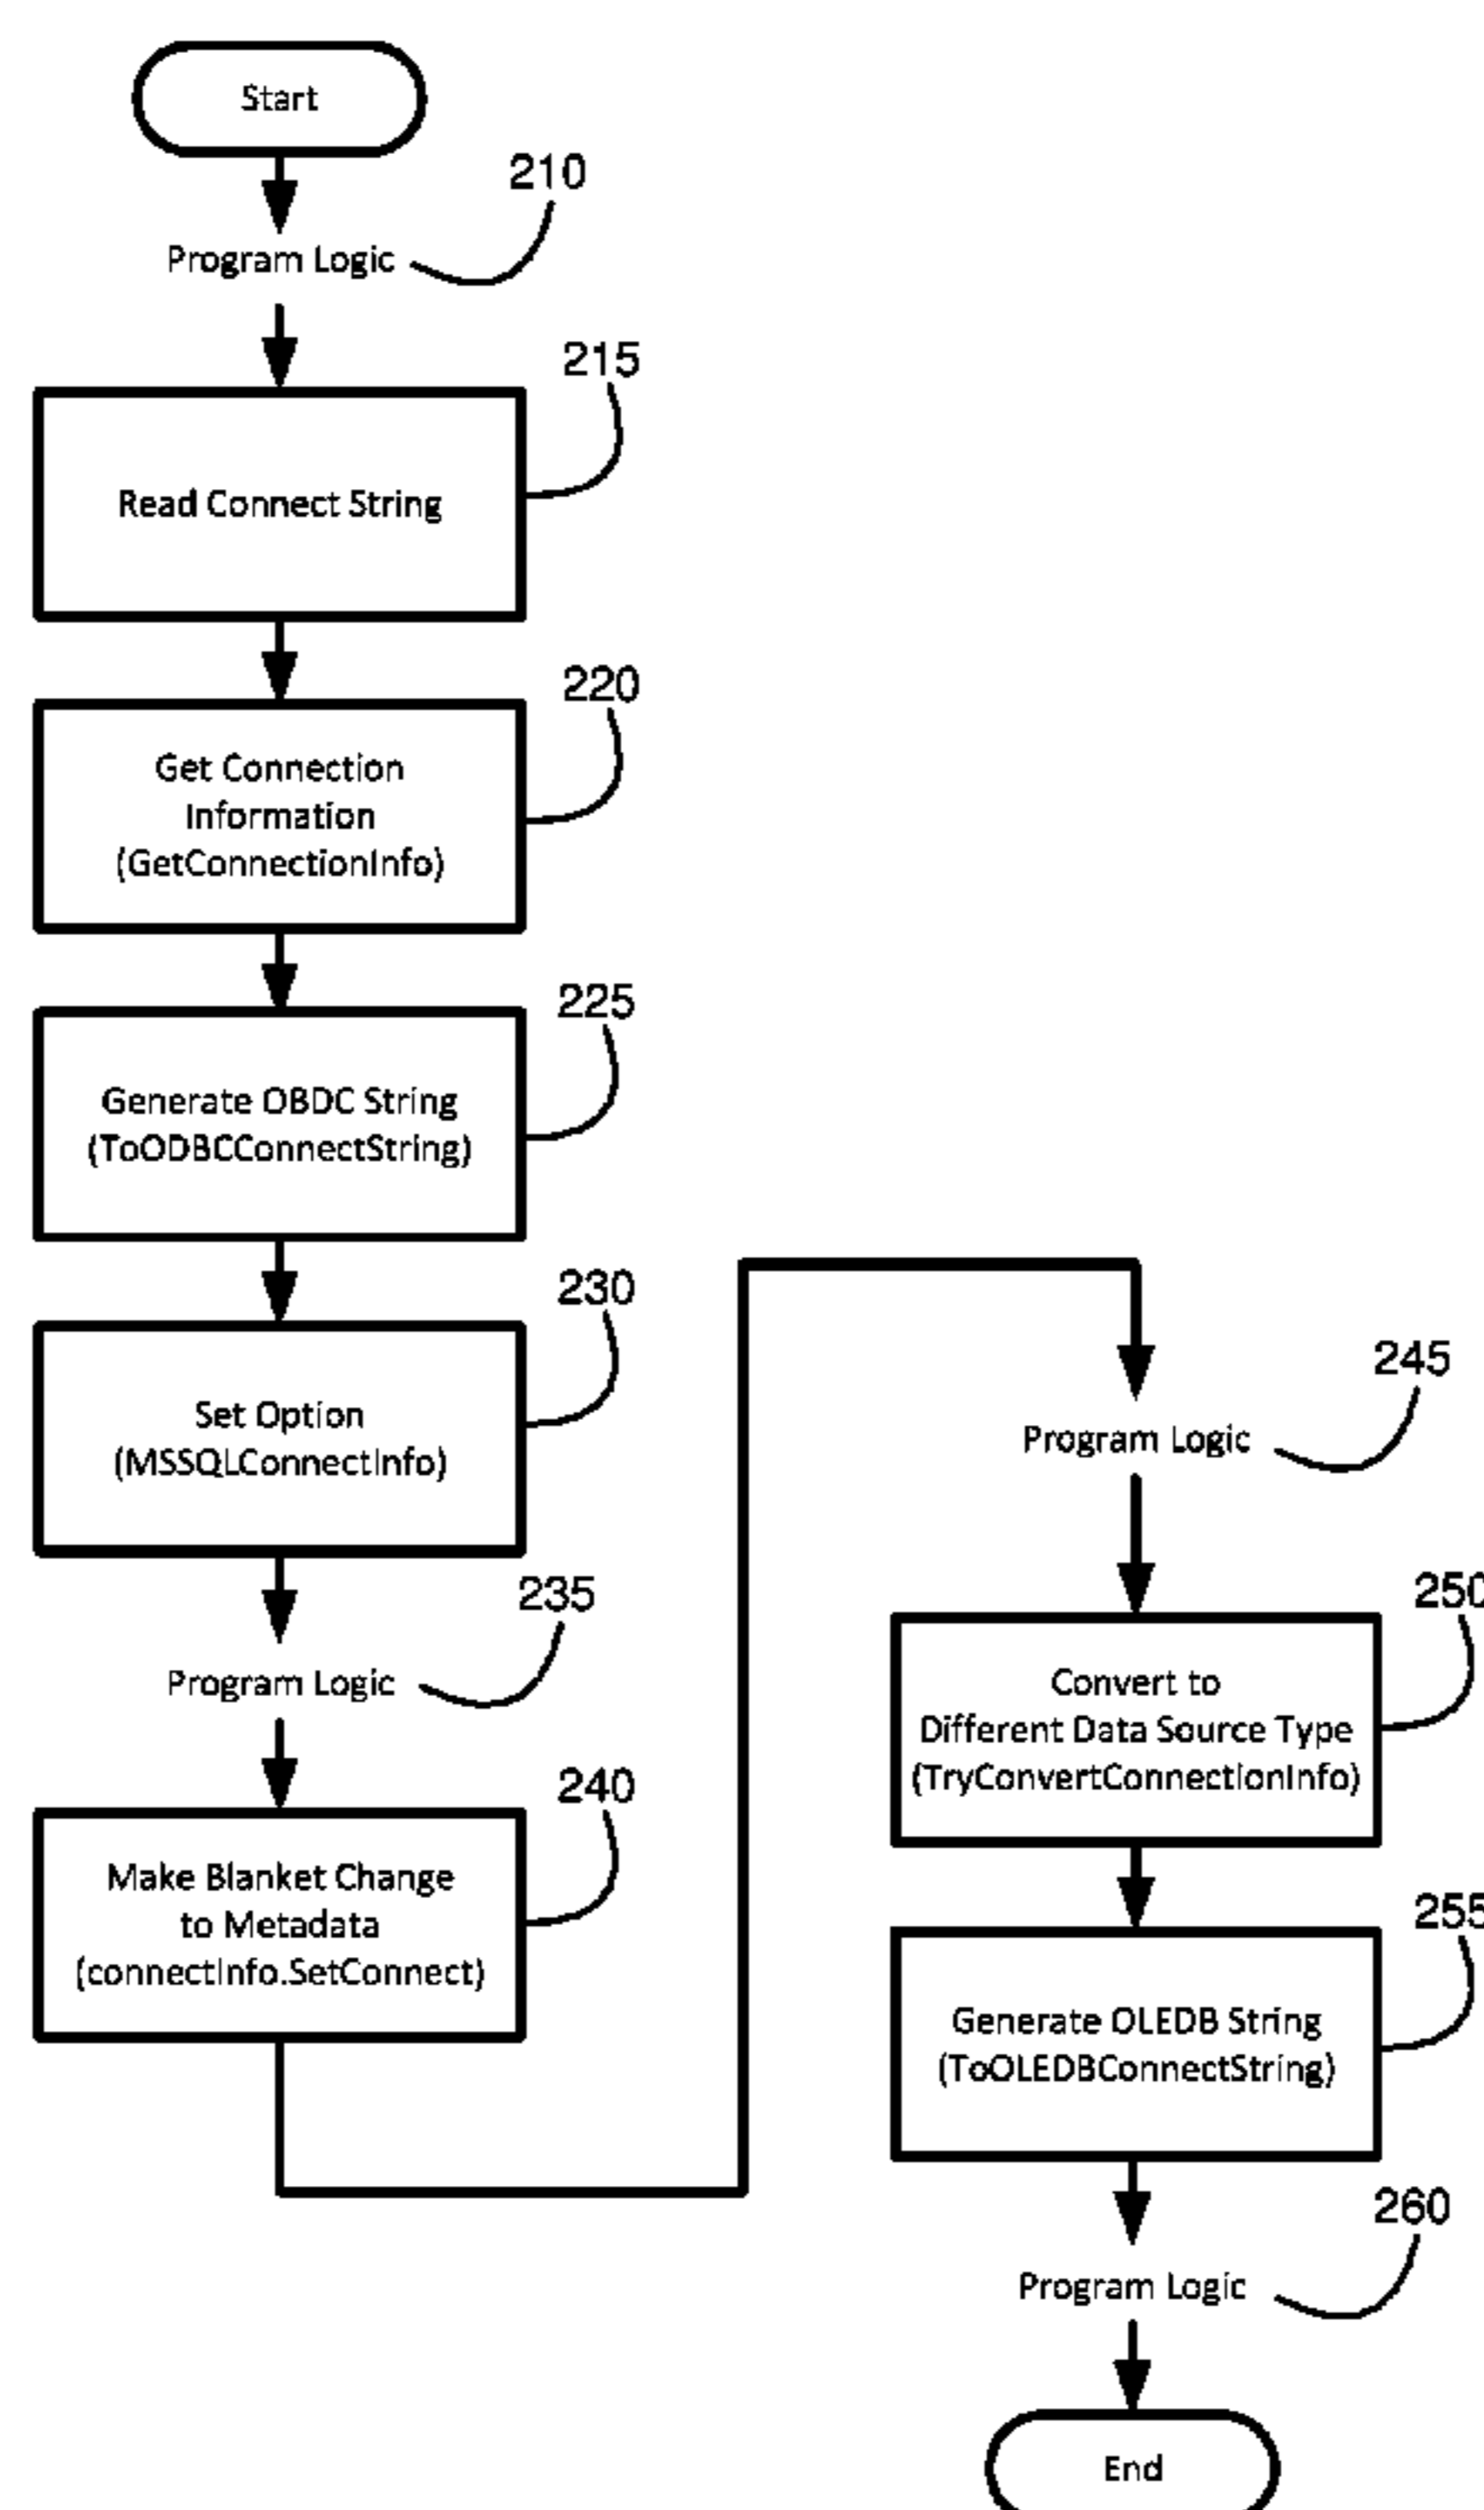 Start
210
Program Logic
215
Read Connect String
220
Get Connection
Information
(GetConnectionInfo)
225
Generate OBDC String
(ToODBCConnectString)
230
Set Option
(MSSQLConnectInfo)
235
Program Logic
240
Make Blanket Change
to Metadata
(connectInfo.SetConnect)
245
Program Logic
250
Convert to
Different Data Source Type
(TryConvertConnectionInfo)
255
Generate OLEDB String
(ToOLEDBConnectString)
260
Program Logic
End